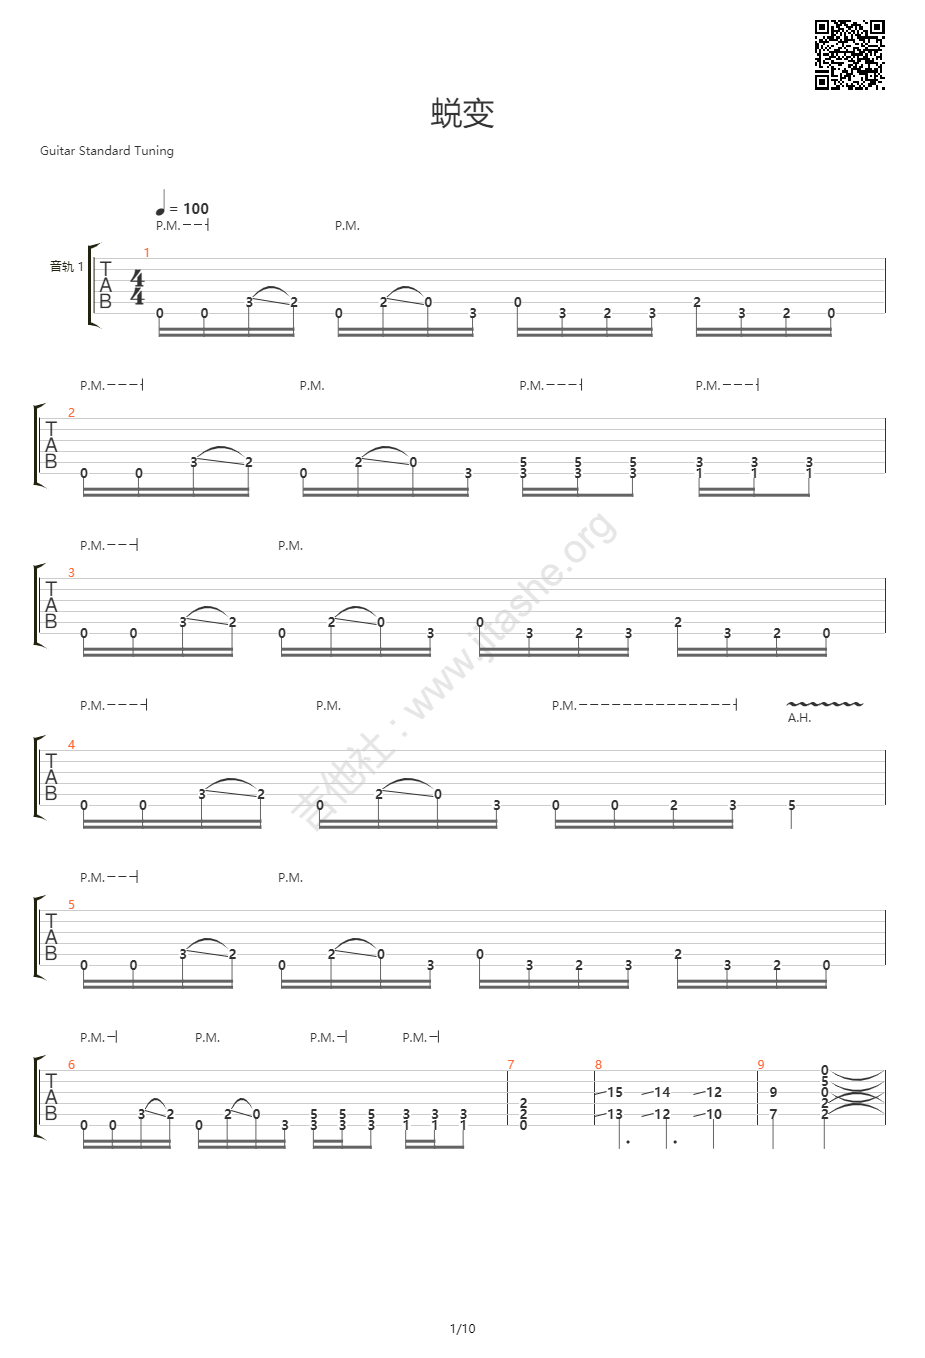 蜕变
Guitar Standard Tuning
= 100
P.M. P.M.
音轨 1
1
T
A
B
4
4
3 2 2 0 0 2
0 0 0 3 3 2 3 3 2 0
P.M. P.M. P.M. P.M.
2
T
A
B
3 2 2 0 5 5 5 3 3 3
0 0 0 3 3 3 3 1 1 1
P.M. P.M.
3
T
A
B
3 2 2 0 0 2
0 0 0 3 3 2 3 3 2 0
P.M. P.M. P.M.
A.H.
4
T
A
B
3 2 2 0
0 0 0 3 0 0 2 3 5
P.M. P.M.
5
T
A
B
3 2 2 0 0 2
0 0 0 3 3 2 3 3 2 0
P.M. P.M. P.M. P.M.
6 7 8 9
T
A
B
0
5
15 14 12 9 0
2 2
3 2 2 0 5 5 5 3 3 3 2 13 12 10 7 2
0 0 0 3 3 3 3 1 1 1 0
吉他社：www.jitashe.org
1/10